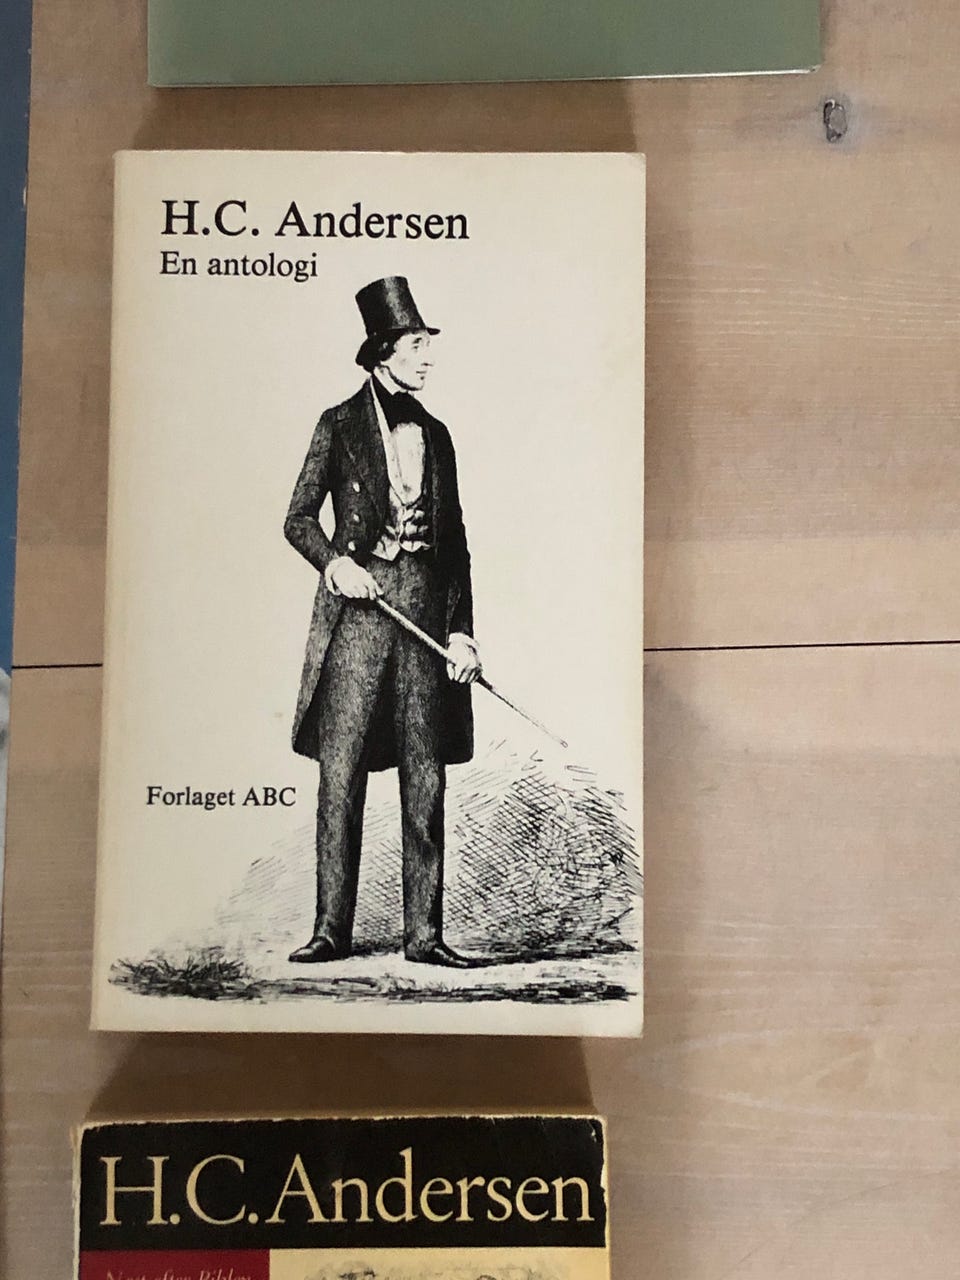 H.C. Andersen
En antologi
Forlaget ABC
H.C. Andersen